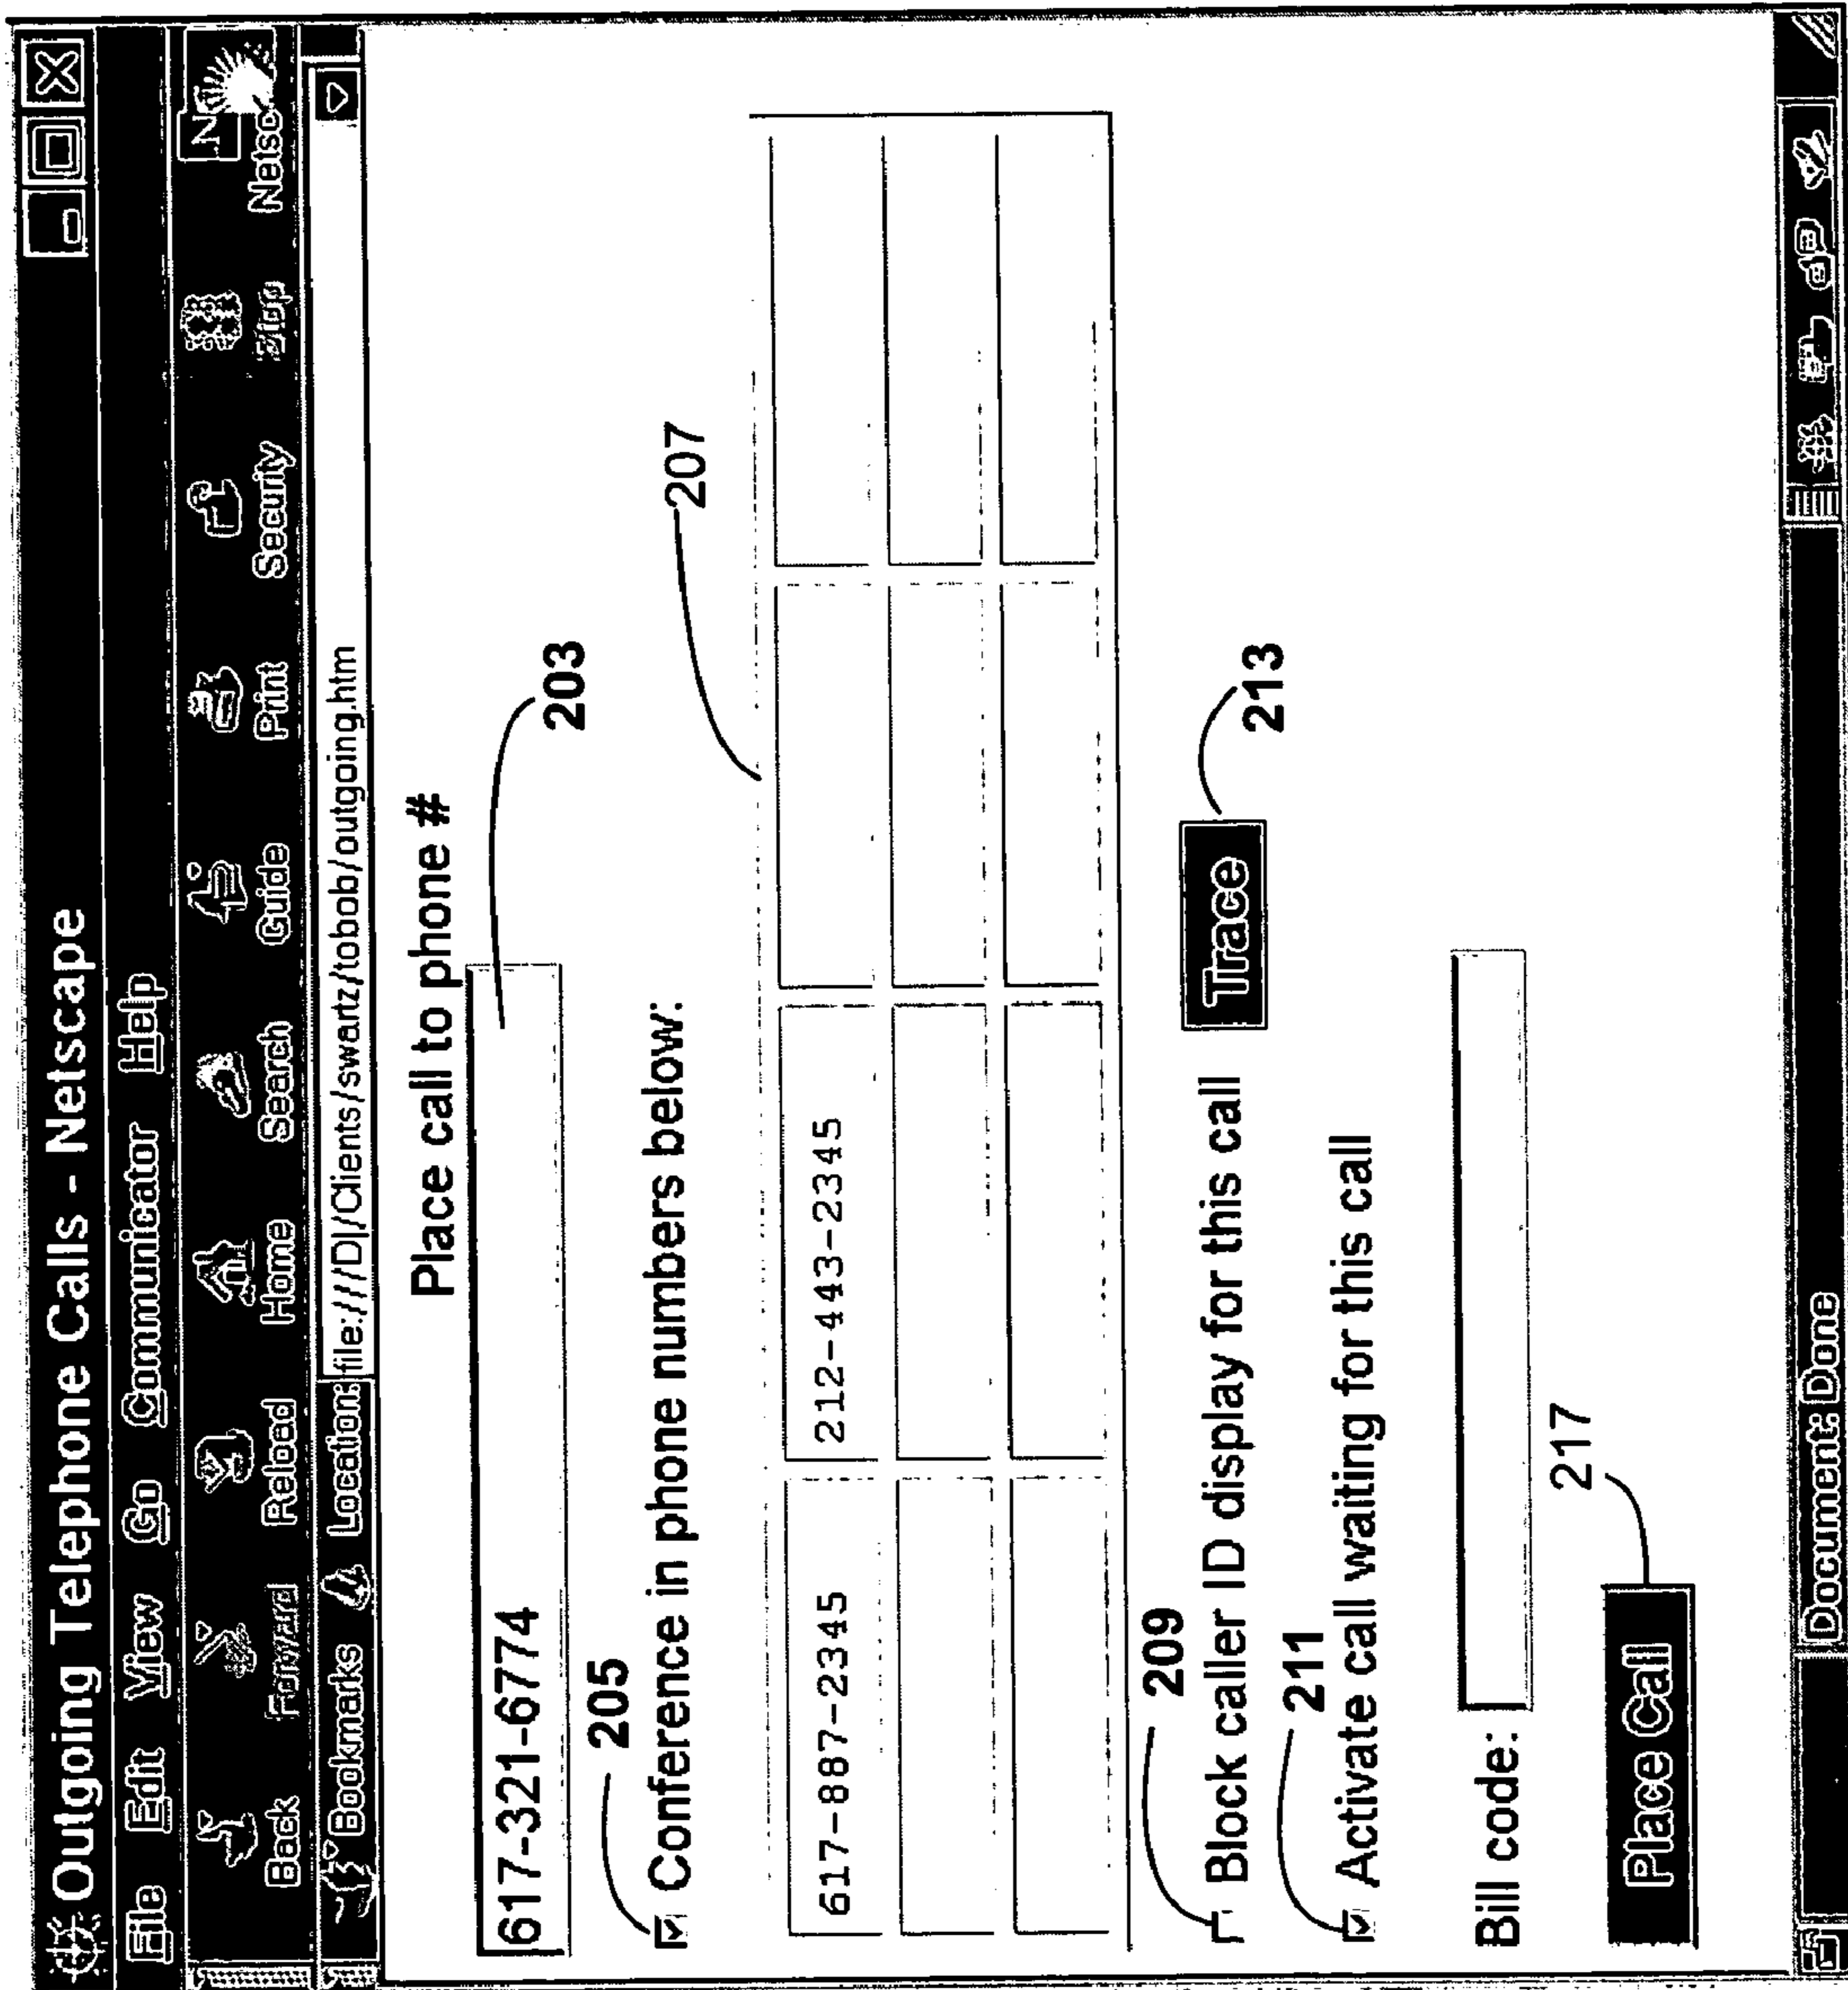 Outgoing Telephone Calls - Netscape
File Edit View Go Communicator Help
Back Forward Reload Home Search Guide Print Security Stop Netsc
N
Bookmarks Location: file:///D|/Clients/swartz/tobob/outgoing.htm
Place call to phone #
617-321-6774
203
205
Conference in phone numbers below:
207
617-887-2345 212-443-2345
209
Block caller ID display for this call Trace
213
211
Activate call waiting for this call
Bill code:
217
Place Call
Document: Done